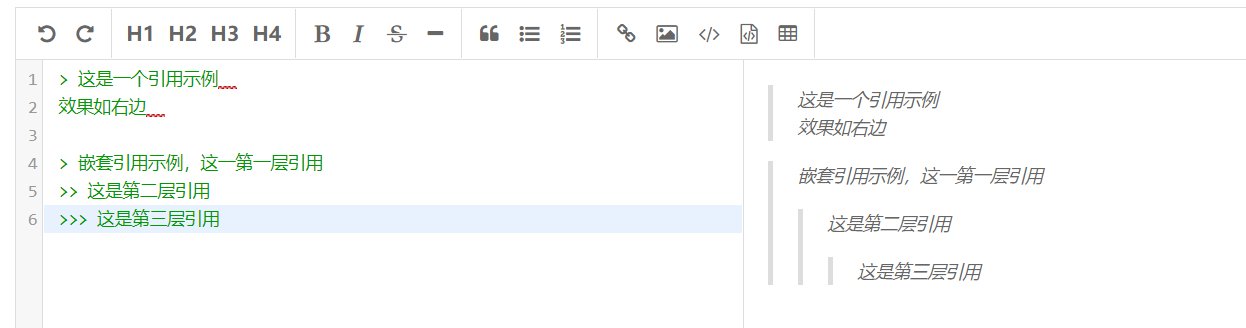 H1 H2 H3 H4 B I S
1 > 这是一个引用示例
2 效果如右边
3
4 > 嵌套引用示例，这一第一层引用
5 >> 这是第二层引用
6 >>> 这是第三层引用
这是一个引用示例
效果如右边
嵌套引用示例，这一第一层引用
这是第二层引用
这是第三层引用